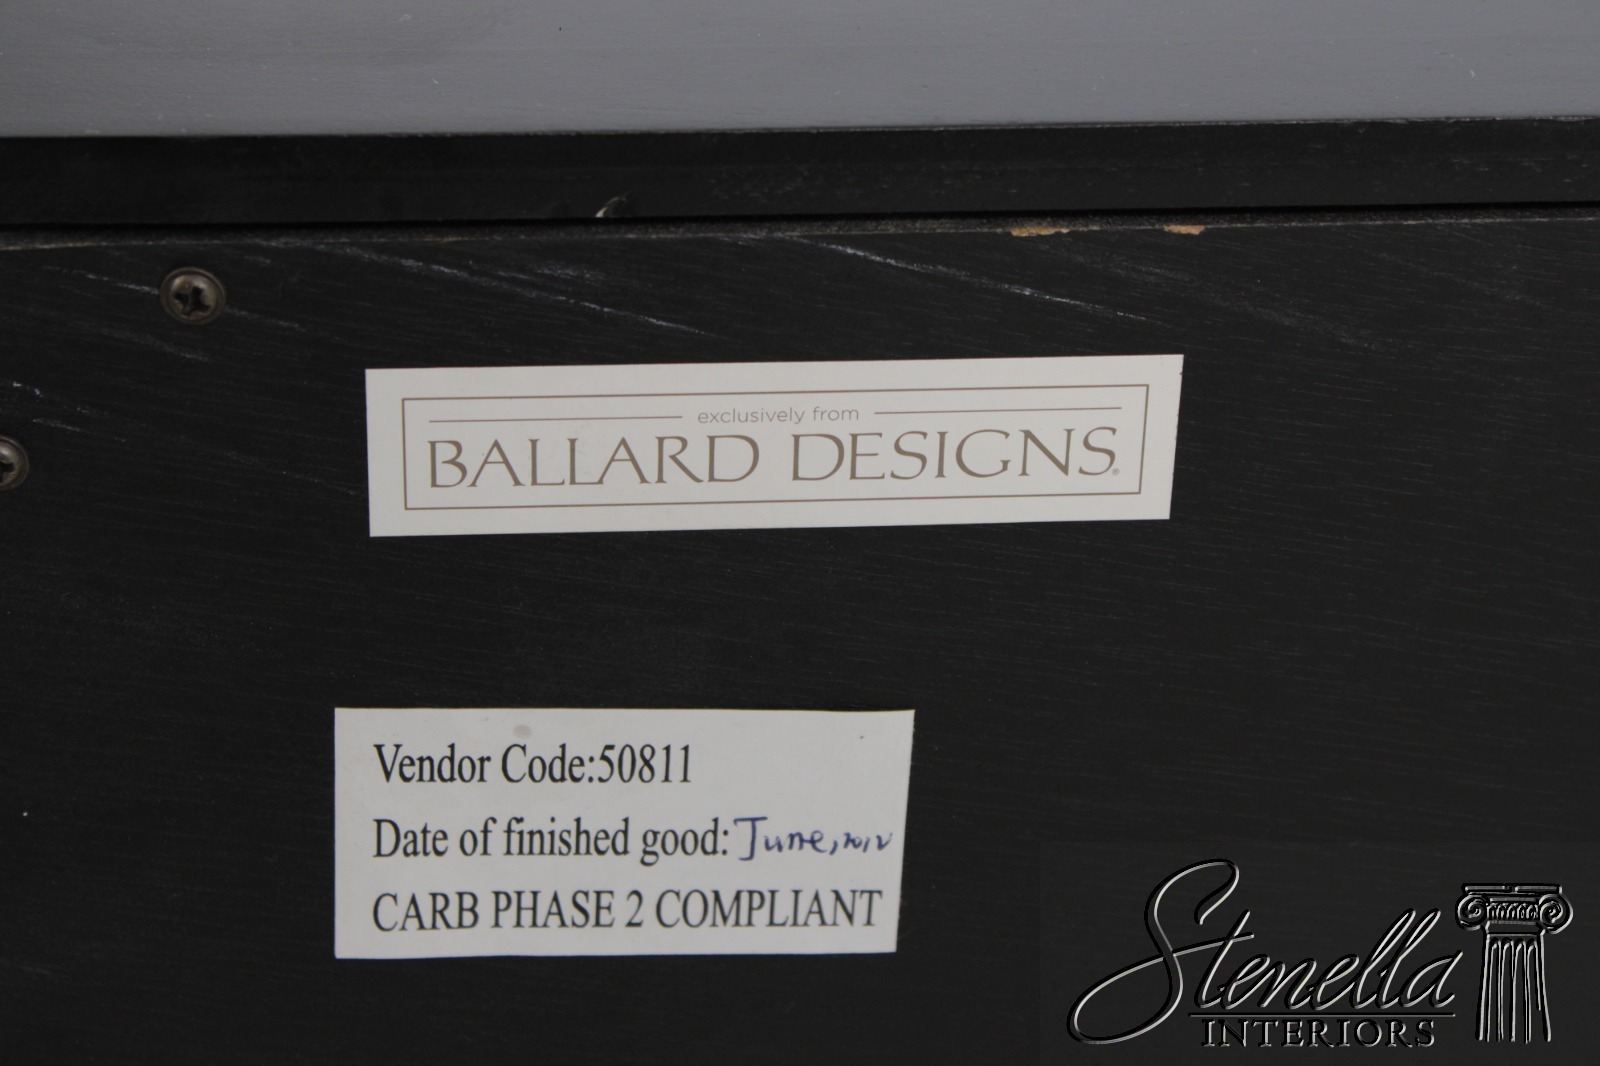 exclusively from
BALLARD DESIGNS®
Vendor Code:50811
Date of finished good: June, 2012
CARB PHASE 2 COMPLIANT
Stenella
INTERIORS